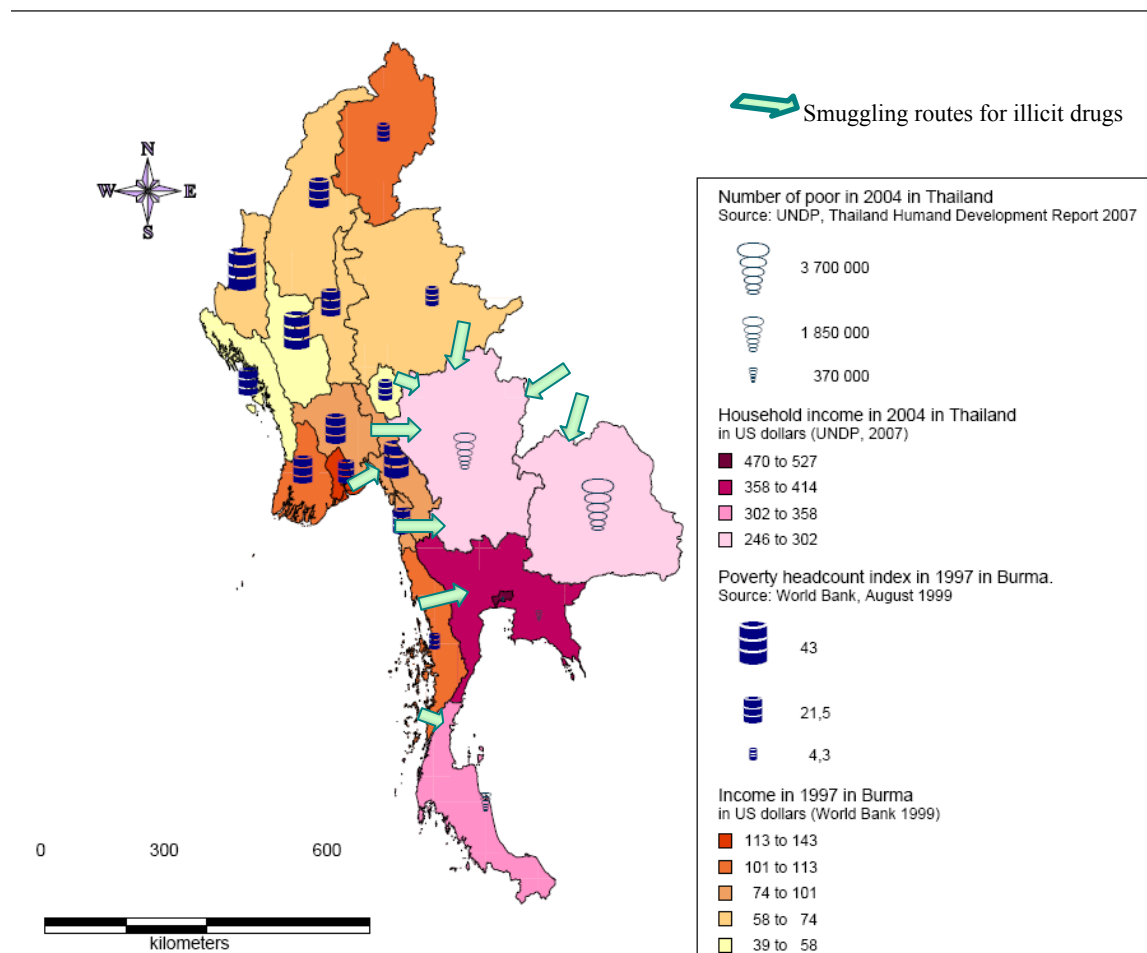 Smuggling routes for illicit drugs
N
W E
S
Number of poor in 2004 in Thailand
Source: UNDP, Thailand Humand Development Report 2007
3 700 000
1 850 000
370 000
Household income in 2004 in Thailand
in US dollars (UNDP, 2007)
470 to 527
358 to 414
302 to 358
246 to 302
Poverty headcount index in 1997 in Burma.
Source: World Bank, August 1999
43
21,5
4,3
Income in 1997 in Burma
in US dollars (World Bank 1999)
113 to 143
101 to 113
74 to 101
58 to 74
39 to 58
0 300 600
kilometers